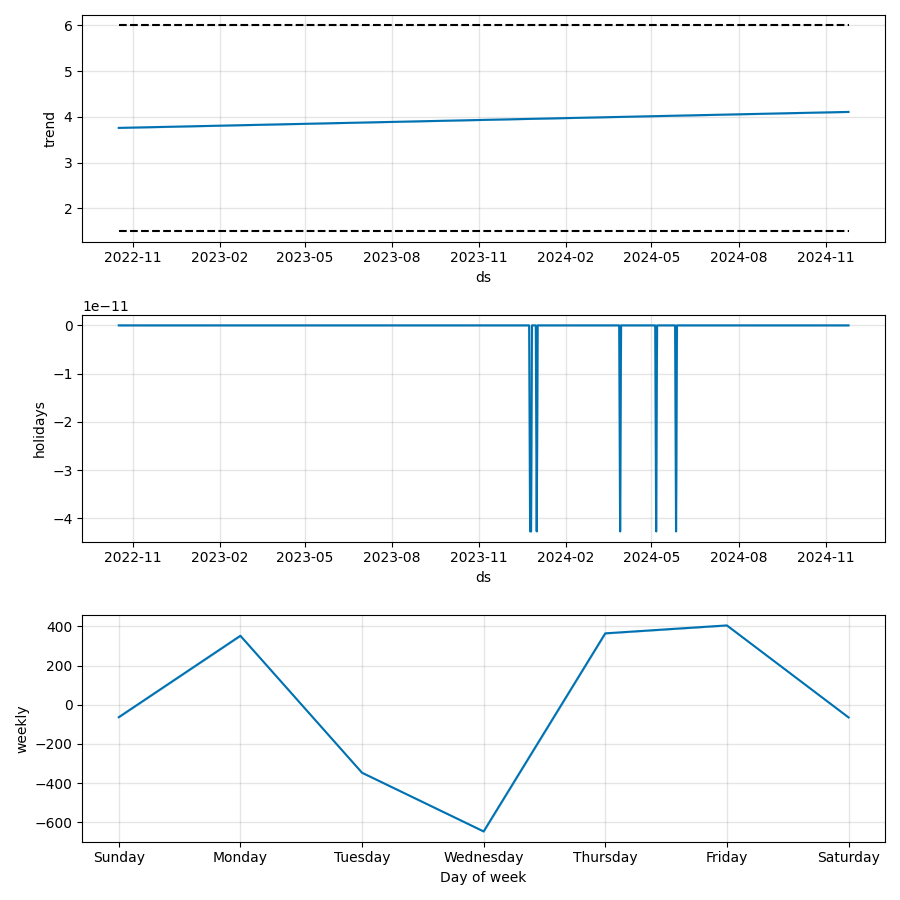 6
5
4
3
2
trend
2022-11 2023-02 2023-05 2023-08 2023-11 2024-02 2024-05 2024-08 2024-11
ds
1e−11
0
−1
−2
−3
−4
holidays
2022-11 2023-02 2023-05 2023-08 2023-11 2024-02 2024-05 2024-08 2024-11
ds
400
200
0
−200
−400
−600
weekly
Sunday Monday Tuesday Wednesday Thursday Friday Saturday
Day of week